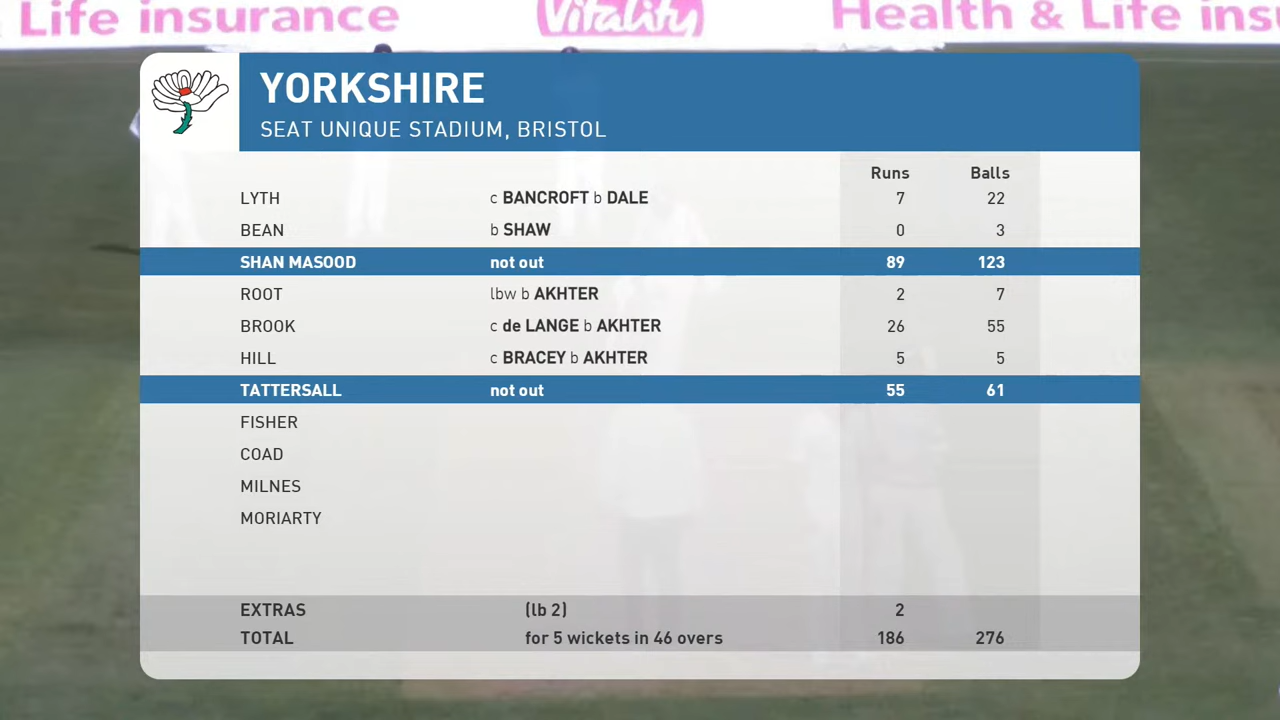 Life insurance Vitality Health & Life ins
YORKSHIRE
SEAT UNIQUE STADIUM, BRISTOL
Runs Balls
LYTH c BANCROFT b DALE 7 22
BEAN b SHAW 0 3
SHAN MASOOD not out 89 123
ROOT lbw b AKHTER 2 7
BROOK c de LANGE b AKHTER 26 55
HILL c BRACEY b AKHTER 5 5
TATTERSALL not out 55 61
FISHER
COAD
MILNES
MORIARTY
EXTRAS (lb 2) 2
TOTAL for 5 wickets in 46 overs 186 276